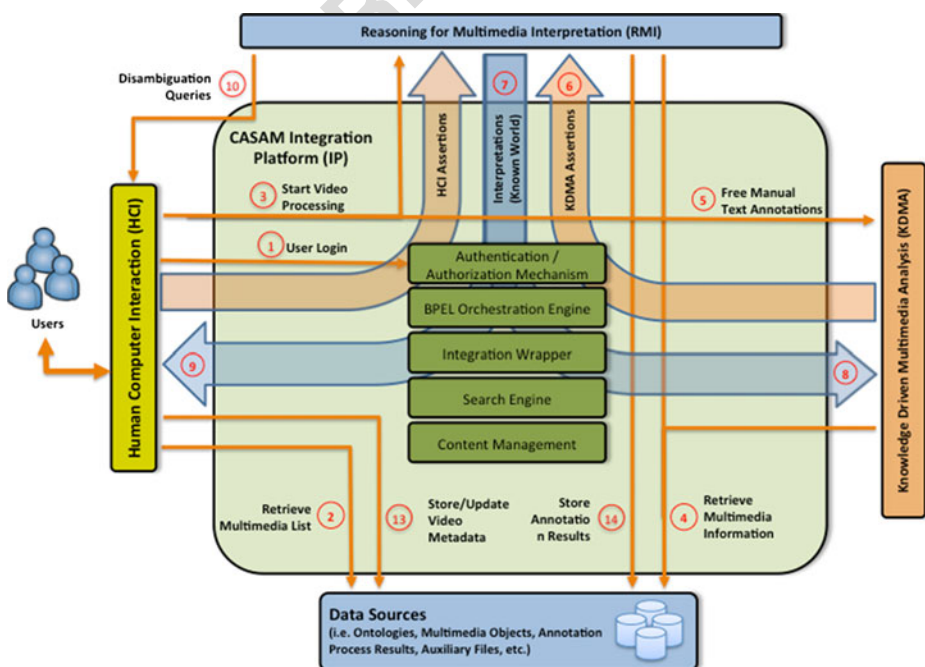 Reasoning for Multimedia Interpretation (RMI)
Disambiguation
Queries
10
7
6
CASAM Integration
Platform (IP)
HCI Assertions
Interpretations
(Known World)
KDMA Assertions
3
Start Video
Processing
5
Free Manual
Text Annotations
1
User Login
Human Computer Interaction (HCI)
Knowledge Driven Multimedia Analysis (KDMA)
Users
Authentication /
Authorization Mechanism
BPEL Orchestration Engine
Integration Wrapper
Search Engine
Content Management
9
8
Retrieve
Multimedia List
2
13
Store/Update
Video
Metadata
Store
Annotatio
n Results
14
4
Retrieve
Multimedia
Information
Data Sources
(i.e. Ontologies, Multimedia Objects, Annotation
Process Results, Auxiliary Files, etc.)